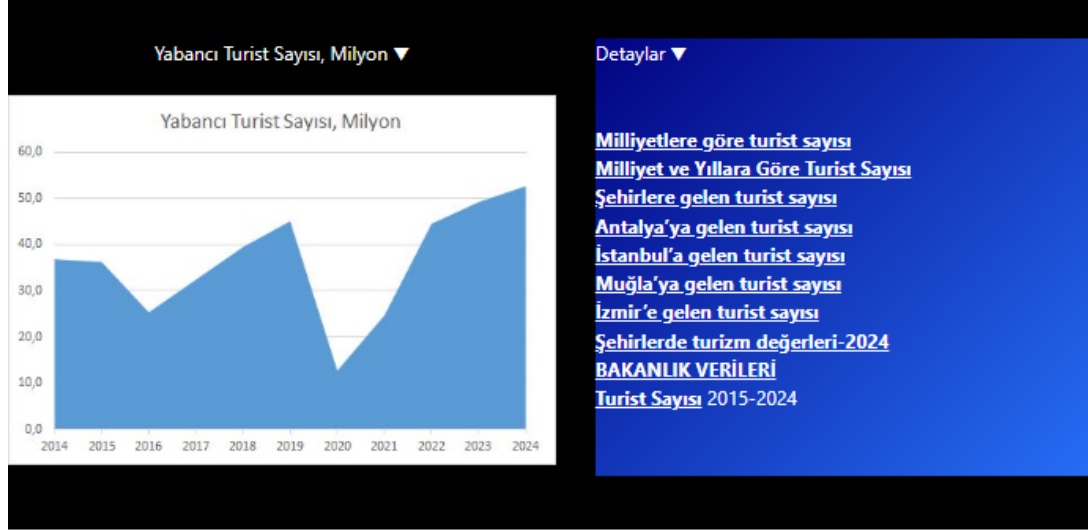 Yabancı Turist Sayısı, Milyon ▼
Yabancı Turist Sayısı, Milyon
60,0
50,0
40,0
30,0
20,0
10,0
0,0
2014 2015 2016 2017 2018 2019 2020 2021 2022 2023 2024
Detaylar ▼
Milliyetlere göre turist sayısı
Milliyet ve Yıllara Göre Turist Sayısı
Şehirlere gelen turist sayısı
Antalya’ya gelen turist sayısı
İstanbul’a gelen turist sayısı
Muğla’ya gelen turist sayısı
İzmir’e gelen turist sayısı
Şehirlerde turizm değerleri-2024
BAKANLIK VERİLERİ
Turist Sayısı 2015-2024